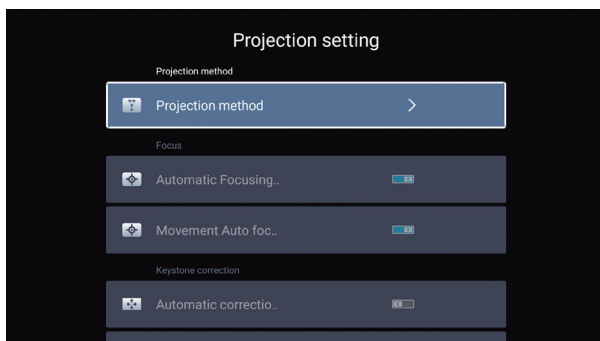 Projection setting
Projection method
Projection method
Focus
Automatic Focusing..
Movement Auto foc..
Keystone correction
Automatic correctio..